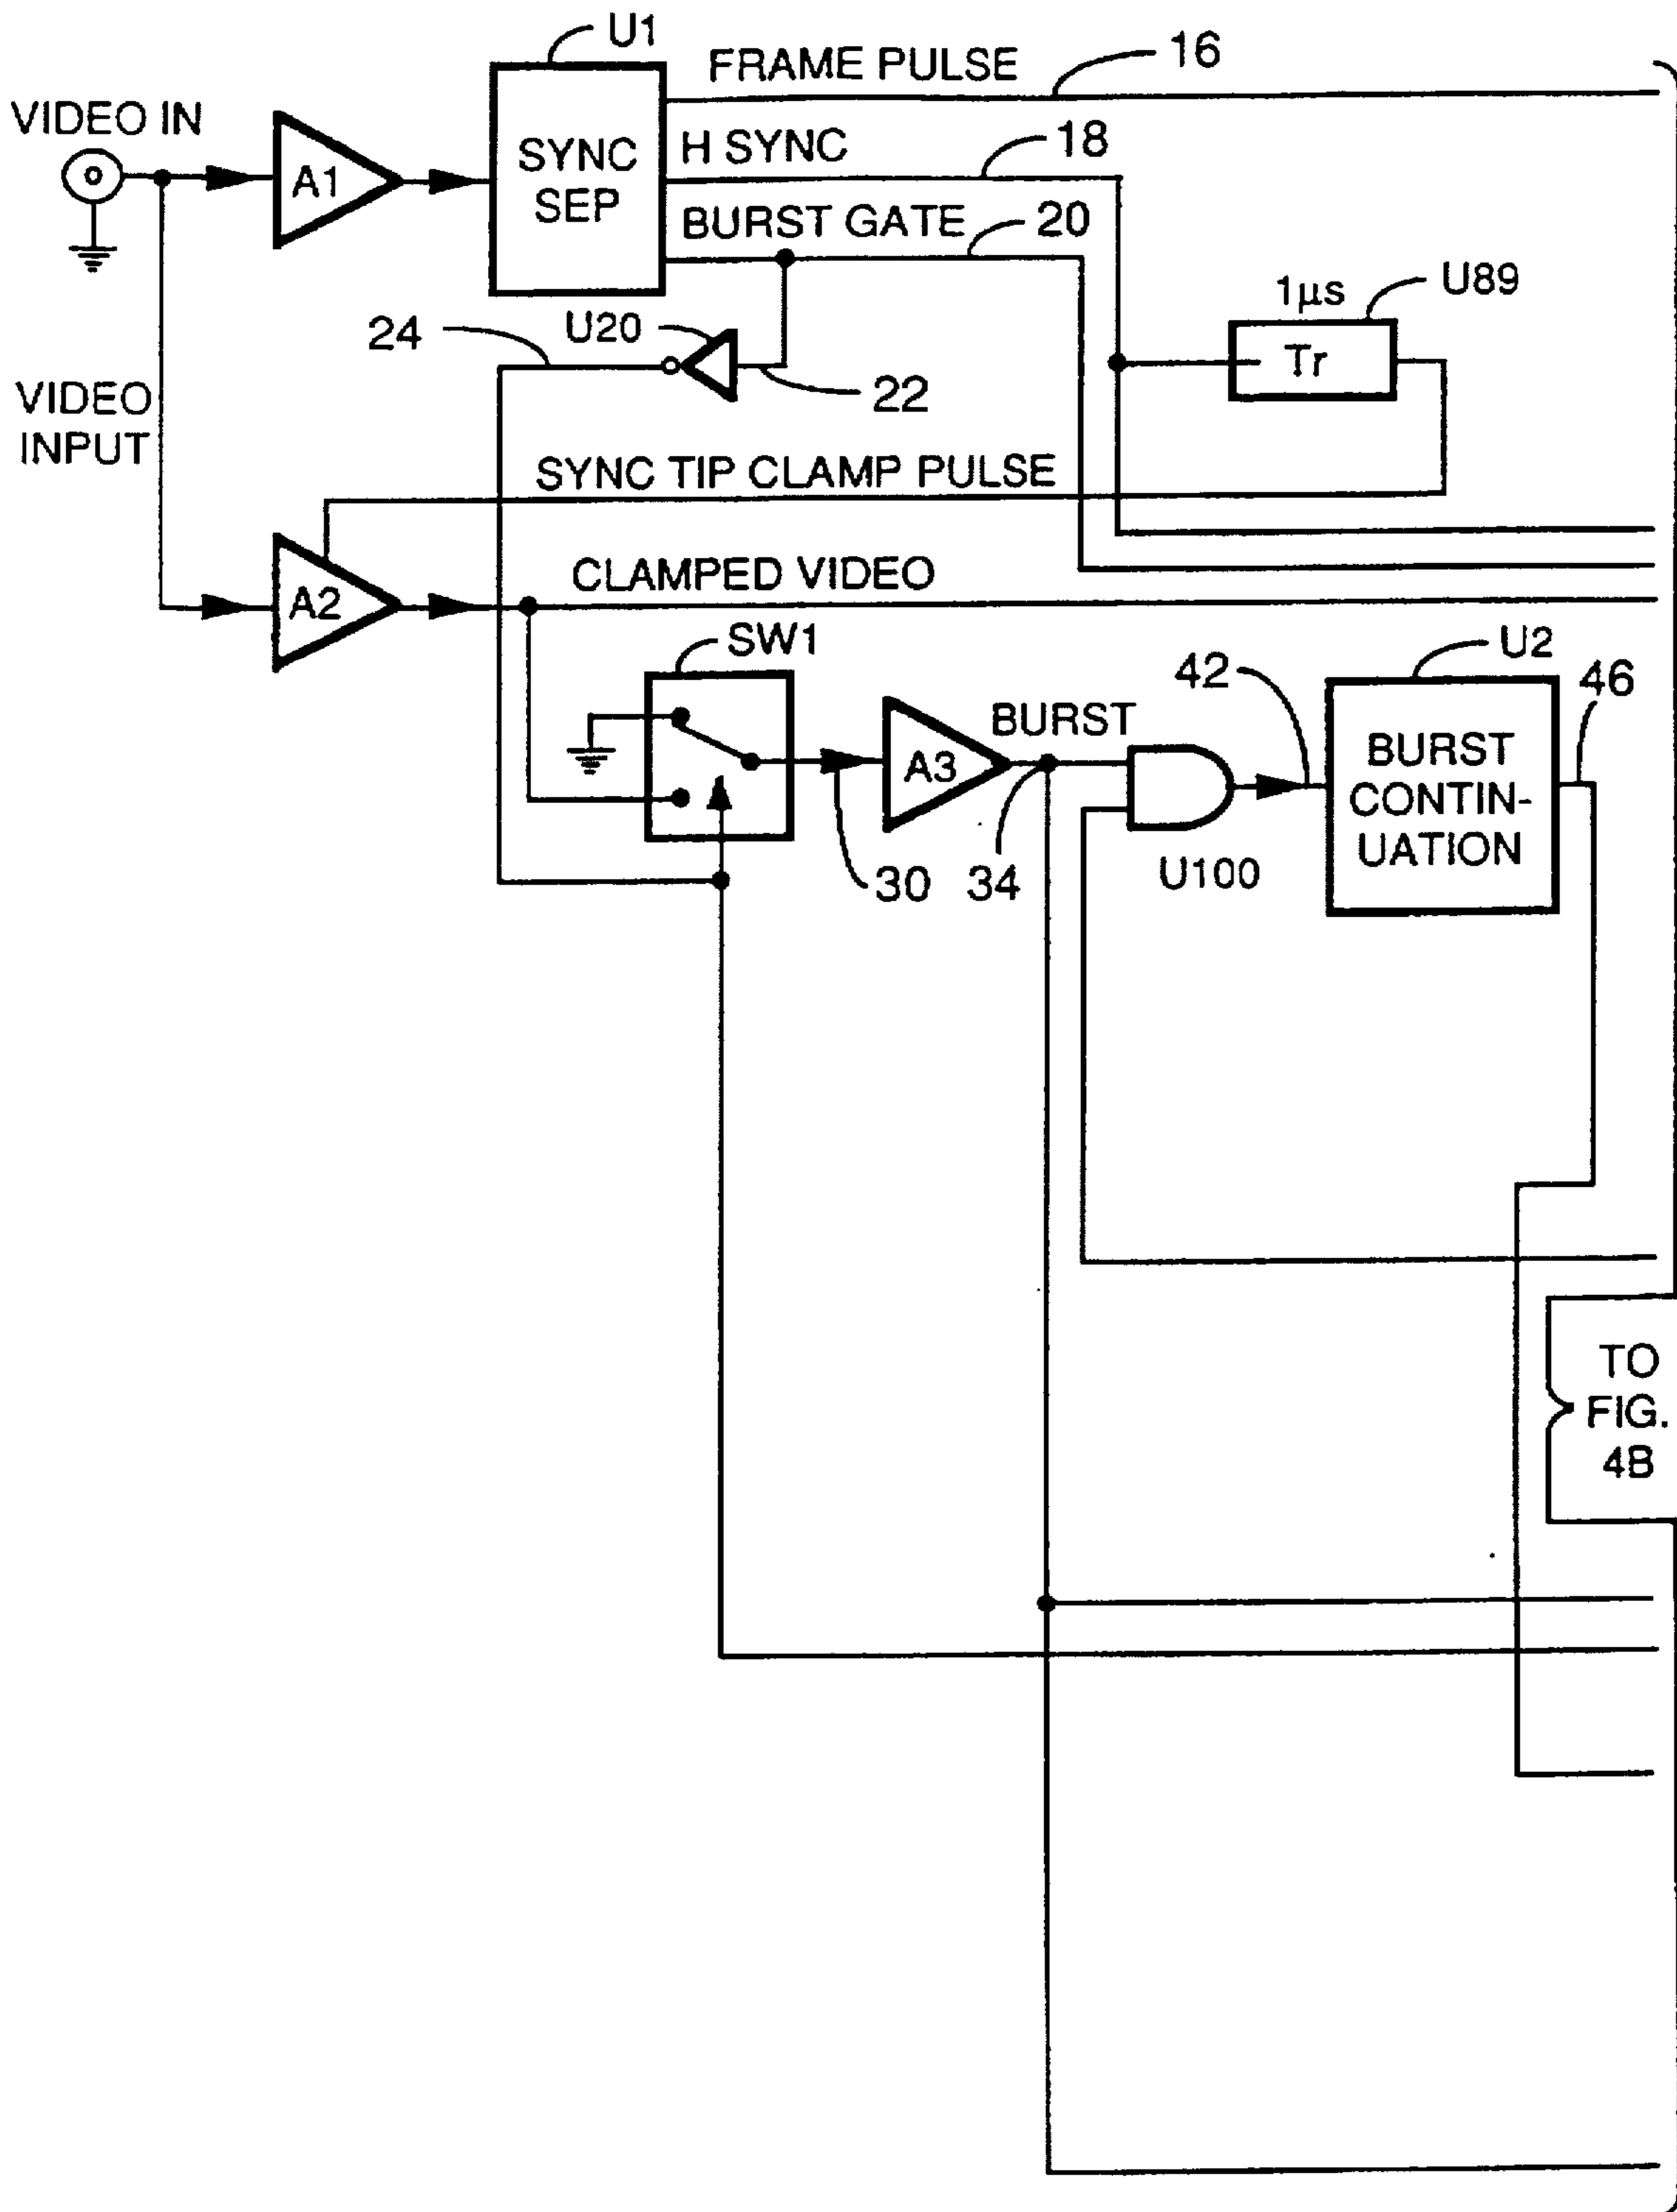 U1
FRAME PULSE
16
VIDEO IN
A1
SYNC
SEP
H SYNC
18
BURST GATE
20
1µs
U89
Tr
24
U20
22
VIDEO
INPUT
SYNC TIP CLAMP PULSE
A2
CLAMPED VIDEO
SW1
U2
42
46
BURST
A3
BURST
CONTIN-
UATION
30
34
U100
TO
FIG.
4B